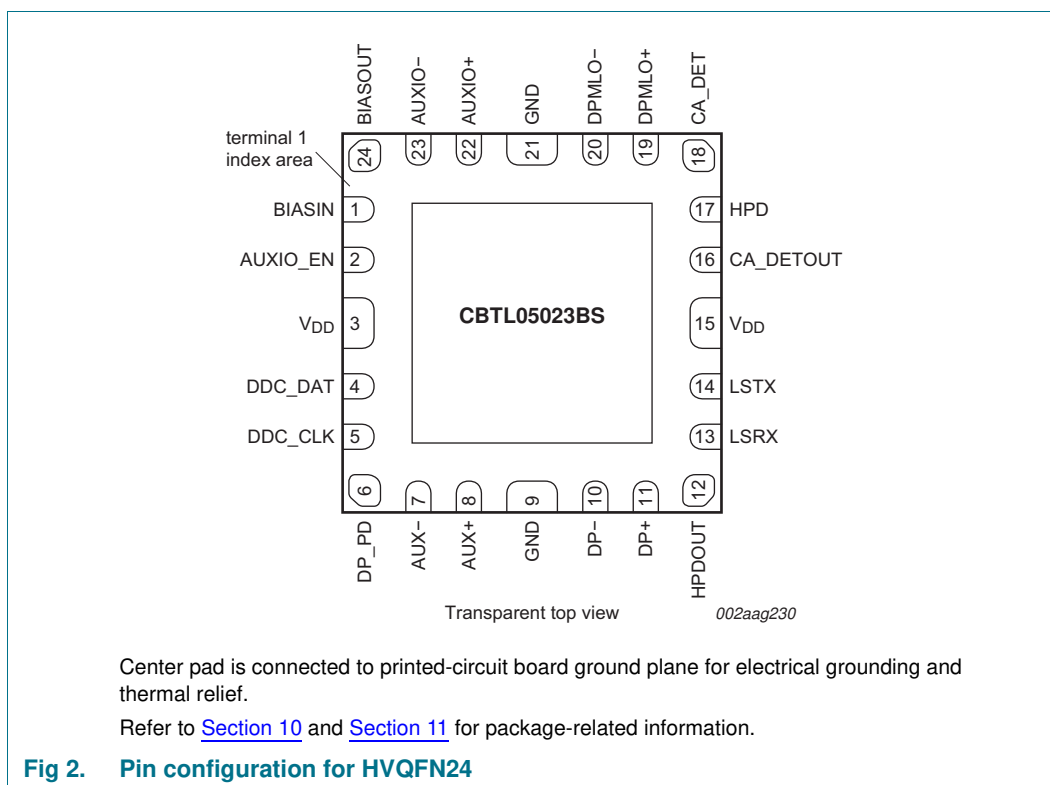 BIASOUT
AUXIO−
AUXIO+
GND
DPMLO−
DPMLO+
CA_DET
terminal 1
index area
24
23
22
21
20
19
18
BIASIN 1
17 HPD
AUXIO_EN 2
16 CA_DETOUT
VDD 3
CBTL05023BS
15 VDD
DDC_DAT 4
14 LSTX
DDC_CLK 5
13 LSRX
6
7
8
9
10
11
12
DP_PD
AUX−
AUX+
GND
DP−
DP+
HPDOUT
Transparent top view
002aag230
Center pad is connected to printed-circuit board ground plane for electrical grounding and
thermal relief.
Refer to Section 10 and Section 11 for package-related information.
Fig 2. Pin configuration for HVQFN24